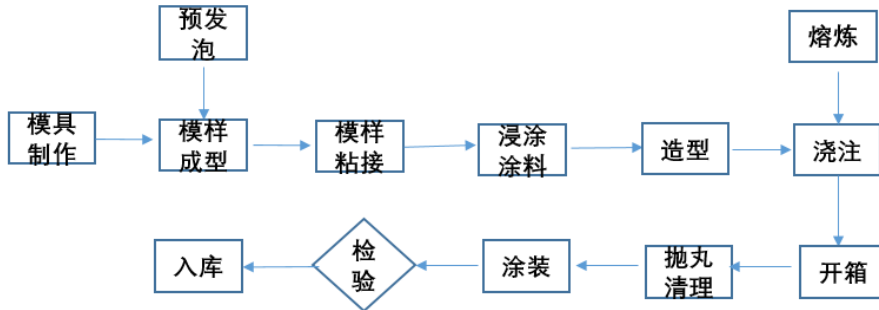 预发
泡
熔炼
模具
制作
模样
成型
模样
粘接
浸涂
涂料
造型
浇注
入库
检
验
涂装
抛丸
清理
开箱